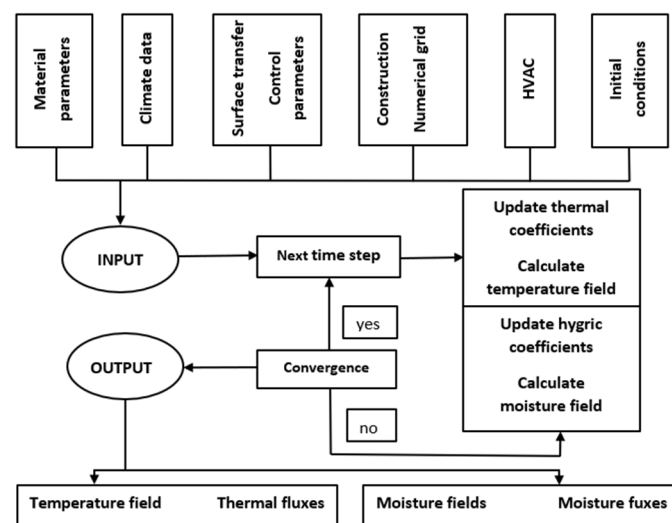 Material
parameters
Climate data
Surface transfer
Control
parameters
Construction
Numerical grid
HVAC
Initial
conditions
INPUT
Next time step
Update thermal
coefficients
Calculate
temperature field
yes
Update hygric
coefficients
OUTPUT
Convergence
Calculate
moisture field
no
Temperature field Thermal fluxes
Moisture fields Moisture fuxes